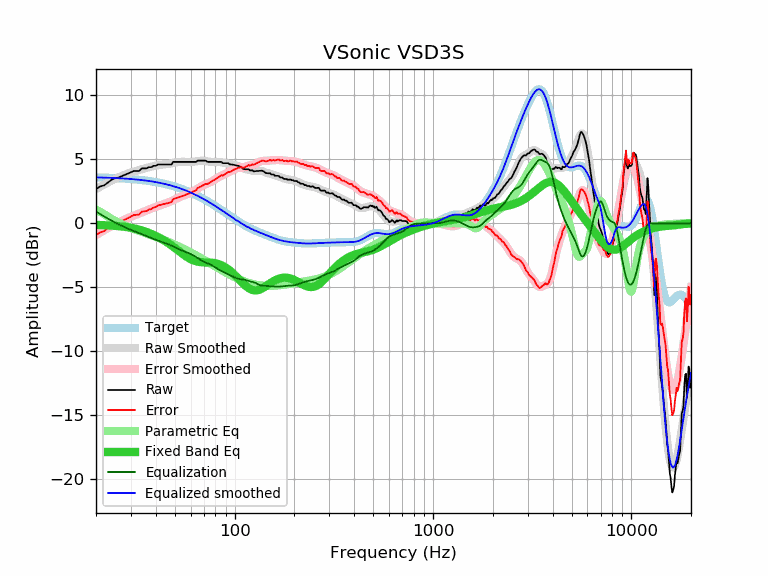 VSonic VSD3S
Amplitude (dBr)
10
5
0
−5
−10
−15
−20
Target
Raw Smoothed
Error Smoothed
Raw
Error
Parametric Eq
Fixed Band Eq
Equalization
Equalized smoothed
100 1000 10000
Frequency (Hz)